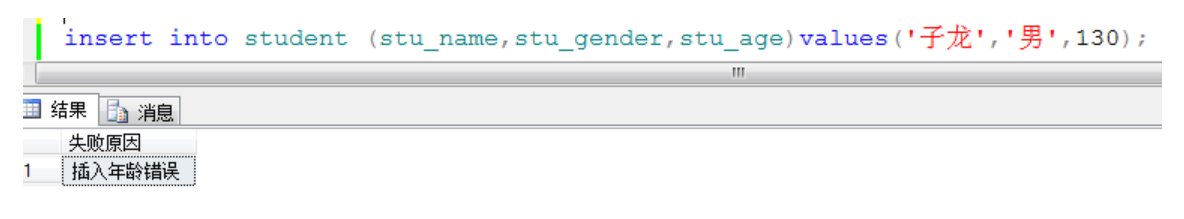 insert into student (stu_name,stu_gender,stu_age)values('子龙','男',130);
结果 消息
失败原因
1 插入年龄错误